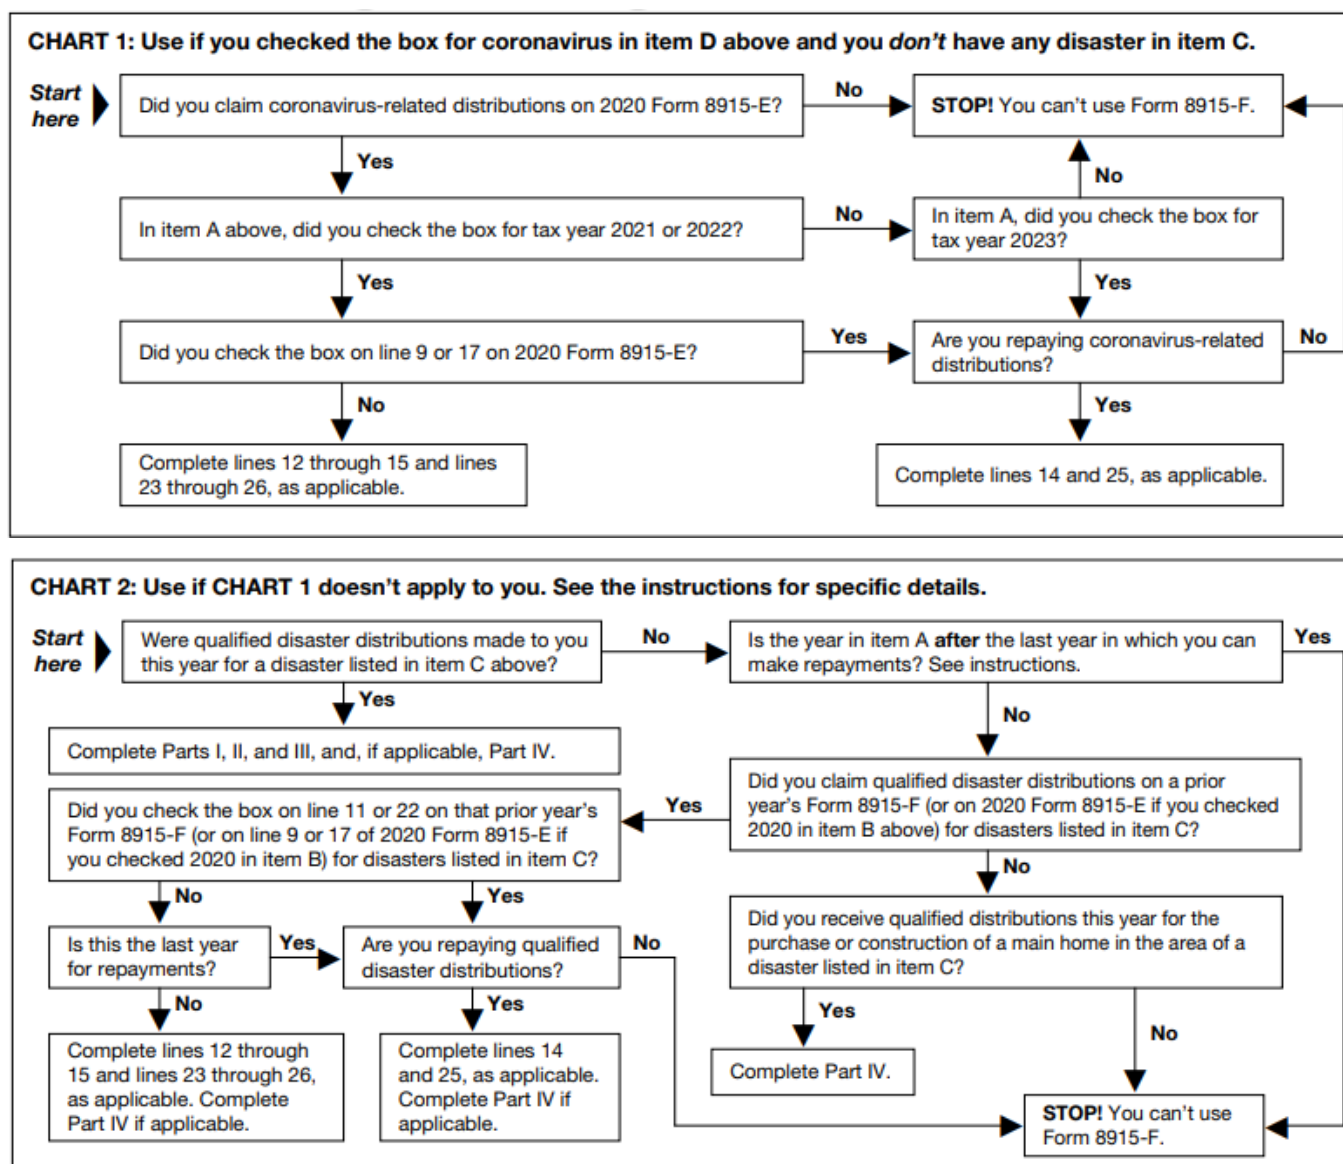 CHART 1: Use if you checked the box for coronavirus in item D above and you don't have any disaster in item C.
Start
here
Did you claim coronavirus-related distributions on 2020 Form 8915-E?
No
STOP! You can't use Form 8915-F.
Yes
No
In item A above, did you check the box for tax year 2021 or 2022?
No
In item A, did you check the box for
tax year 2023?
Yes
Yes
Did you check the box on line 9 or 17 on 2020 Form 8915-E?
Yes
Are you repaying coronavirus-related
distributions?
No
No
Yes
Complete lines 12 through 15 and lines
23 through 26, as applicable.
Complete lines 14 and 25, as applicable.
CHART 2: Use if CHART 1 doesn't apply to you. See the instructions for specific details.
Start
here
Were qualified disaster distributions made to you
this year for a disaster listed in item C above?
No
Is the year in item A after the last year in which you can
make repayments? See instructions.
Yes
Yes
No
Complete Parts I, II, and III, and, if applicable, Part IV.
Did you claim qualified disaster distributions on a prior
year's Form 8915-F (or on 2020 Form 8915-E if you checked
2020 in item B above) for disasters listed in item C?
Yes
Did you check the box on line 11 or 22 on that prior year's
Form 8915-F (or on line 9 or 17 of 2020 Form 8915-E if
you checked 2020 in item B) for disasters listed in item C?
No
No
Yes
Did you receive qualified distributions this year for the
purchase or construction of a main home in the area of a
disaster listed in item C?
Is this the last year
for repayments?
Yes
Are you repaying qualified
disaster distributions?
No
No
Yes
Yes
No
Complete lines 12 through
15 and lines 23 through 26,
as applicable. Complete
Part IV if applicable.
Complete lines 14
and 25, as applicable.
Complete Part IV if
applicable.
Complete Part IV.
STOP! You can't use
Form 8915-F.